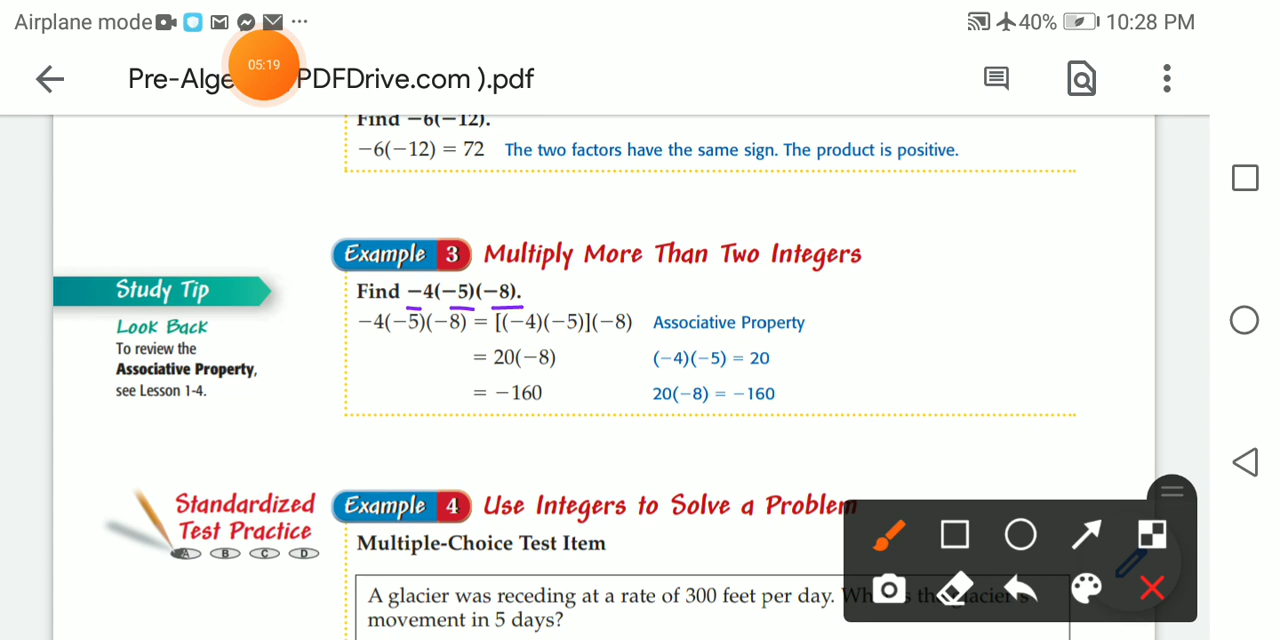 Airplane mode
40% 10:28 PM
05:19
Pre-Alge PDFDrive.com ).pdf
Find −6(−12).
−6(−12) = 72 The two factors have the same sign. The product is positive.
Example 3 Multiply More Than Two Integers
Study Tip
Look Back
To review the
Associative Property,
see Lesson 1-4.
Find −4(−5)(−8).
−4(−5)(−8) = [(−4)(−5)](−8) Associative Property
= 20(−8) (−4)(−5) = 20
= −160 20(−8) = −160
Standardized
Test Practice
A B C D
Example 4 Use Integers to Solve a Problem
Multiple-Choice Test Item
A glacier was receding at a rate of 300 feet per day. What is the glacier's
movement in 5 days?